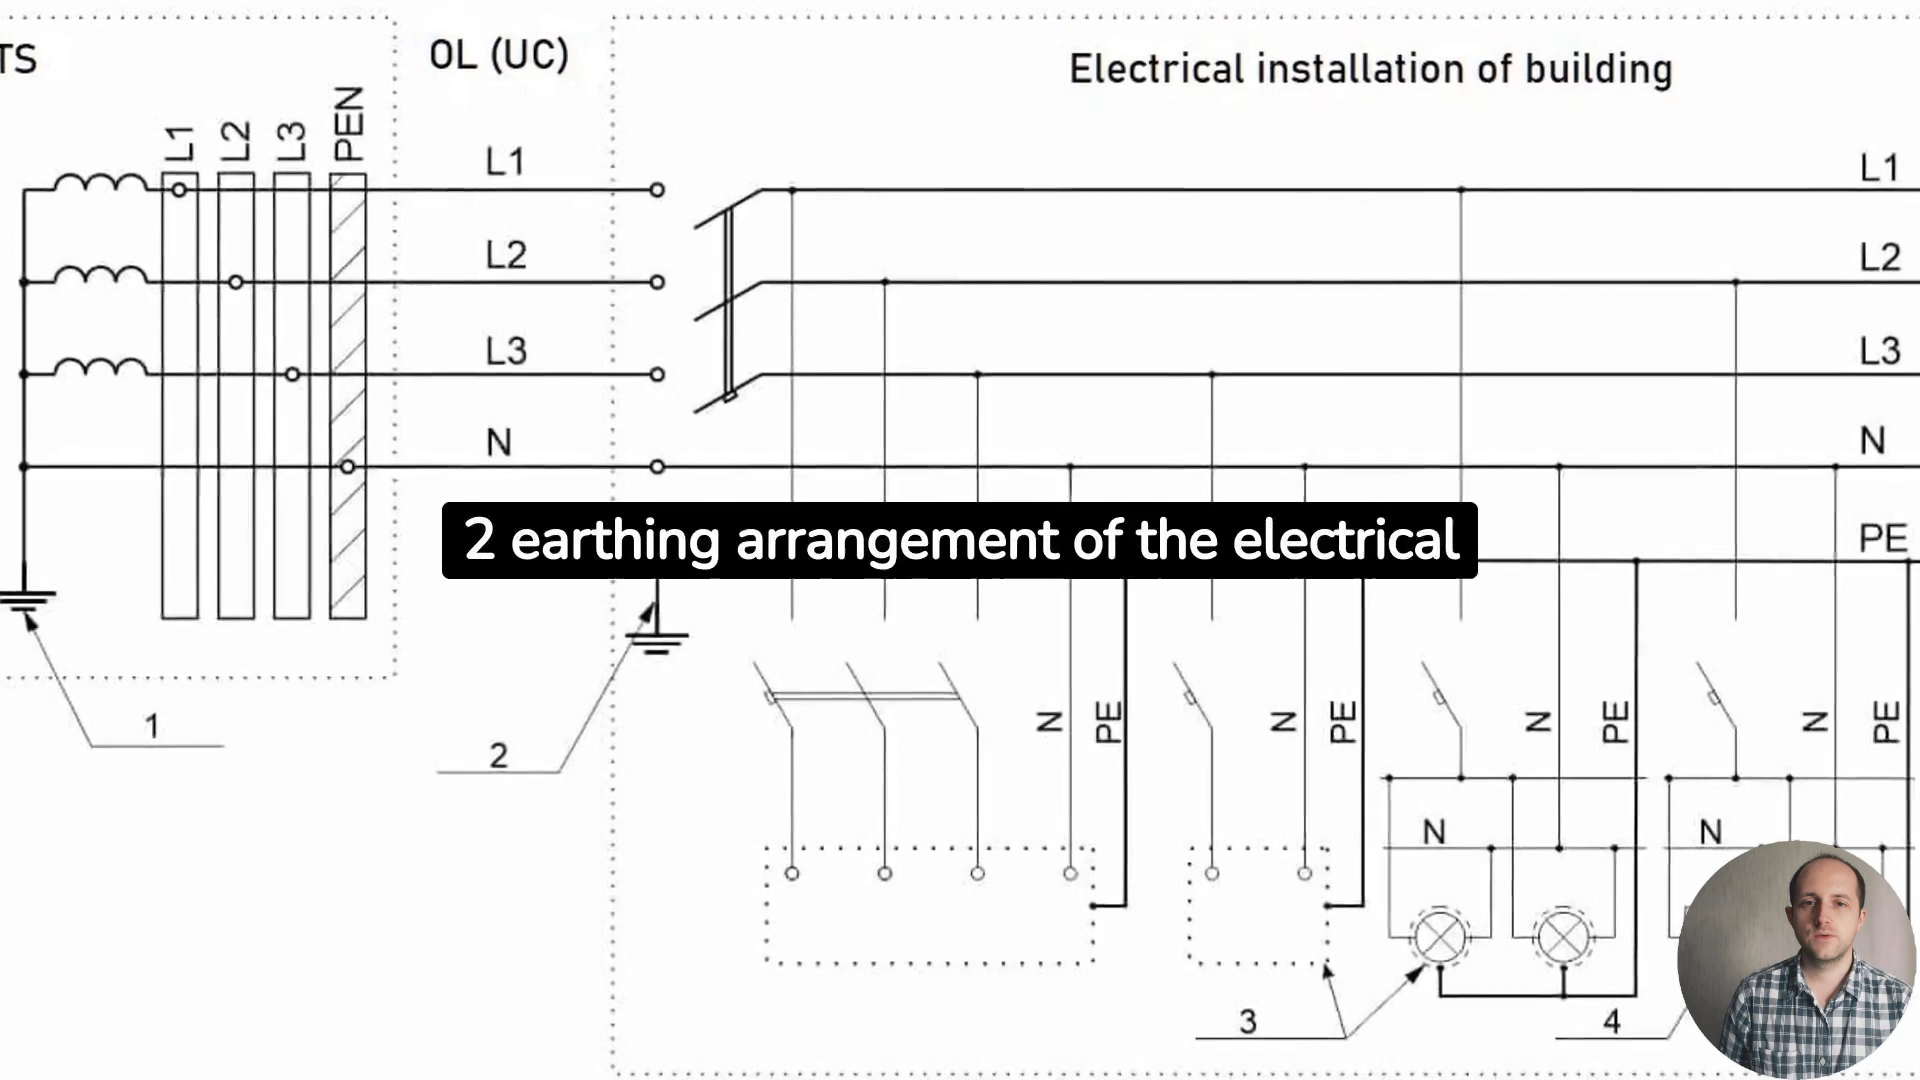 TS
OL (UC)
Electrical installation of building
L1
L2
L3
PEN
L1
L1
L2
L2
L3
L3
N
N
2 earthing arrangement of the electrical
PE
N
PE
N
PE
N
PE
N
PE
1
2
N
N
3
4